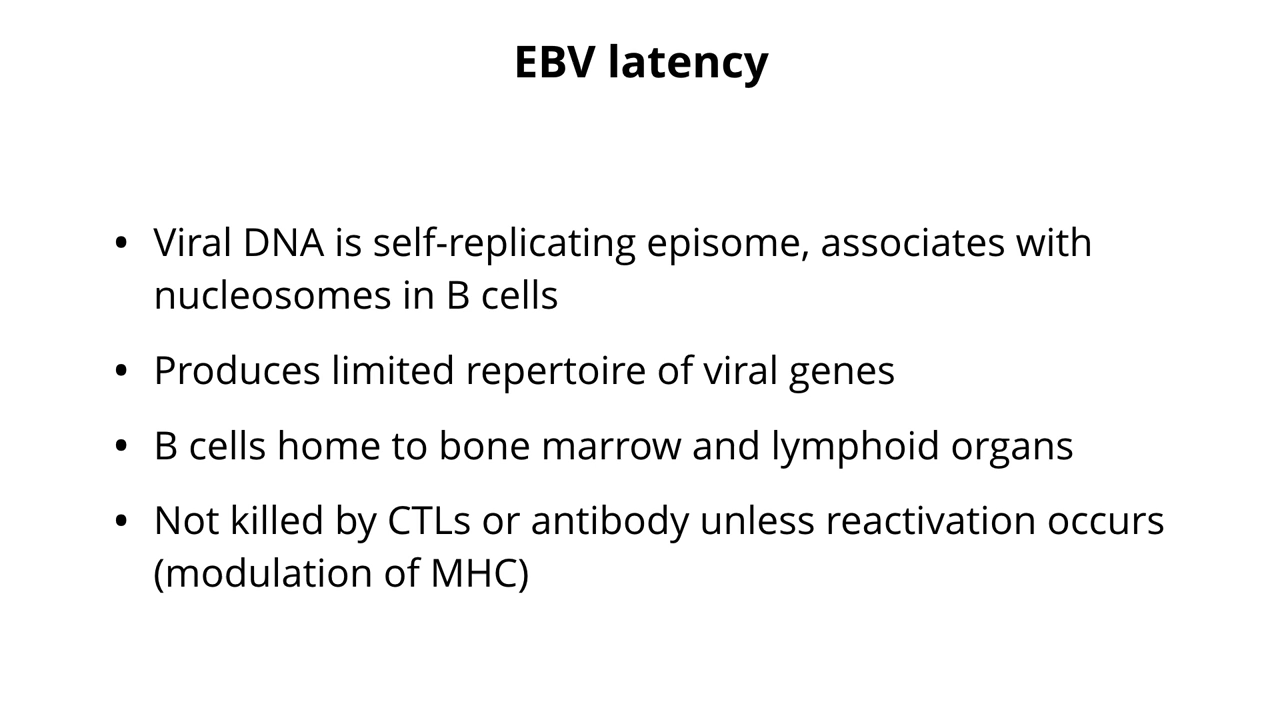 EBV latency
• Viral DNA is self-replicating episome, associates with
nucleosomes in B cells
• Produces limited repertoire of viral genes
• B cells home to bone marrow and lymphoid organs
• Not killed by CTLs or antibody unless reactivation occurs
(modulation of MHC)